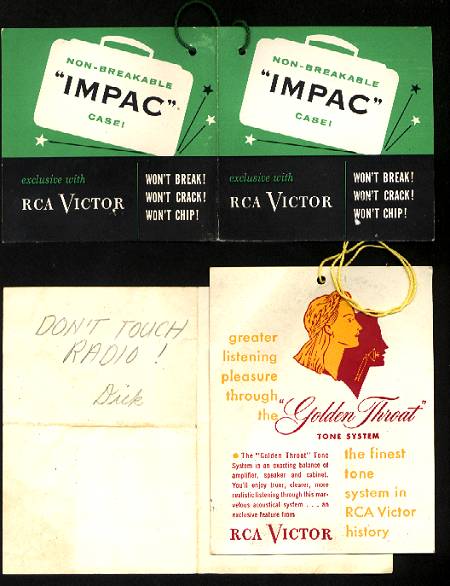 NON-BREAKABLE
"IMPAC"
CASE!
exclusive with
RCA VICTOR
WON'T BREAK!
WON'T CRACK!
WON'T CHIP!
NON-BREAKABLE
"IMPAC"
CASE!
exclusive with
RCA VICTOR
WON'T BREAK!
WON'T CRACK!
WON'T CHIP!
DON'T TOUCH
RADIO !
Dick
greater
listening
pleasure
through
the
"Golden Throat"
TONE SYSTEM
The "Golden Throat" Tone
System is an exacting balance of
amplifier, speaker and cabinet.
You'll enjoy truer, clearer, more
realistic listening through this mar-
velous acoustical system . . . an
exclusive feature from
RCA VICTOR
the finest
tone
system in
RCA Victor
history